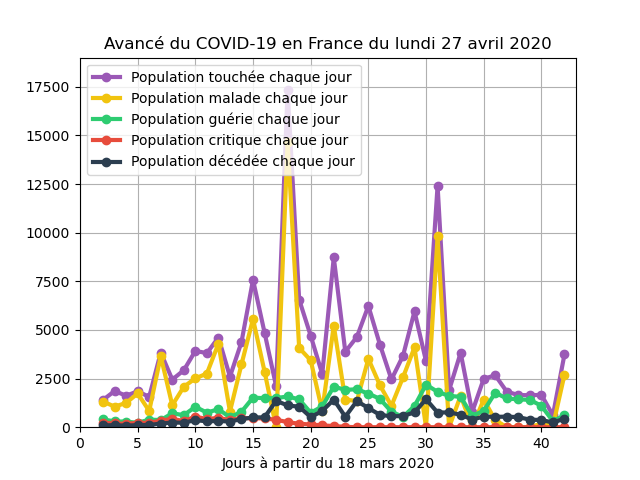 Avancé du COVID-19 en France du lundi 27 avril 2020
Population touchée chaque jour
Population malade chaque jour
Population guérie chaque jour
Population critique chaque jour
Population décédée chaque jour
17500
15000
12500
10000
7500
5000
2500
0
0 5 10 15 20 25 30 35 40
Jours à partir du 18 mars 2020